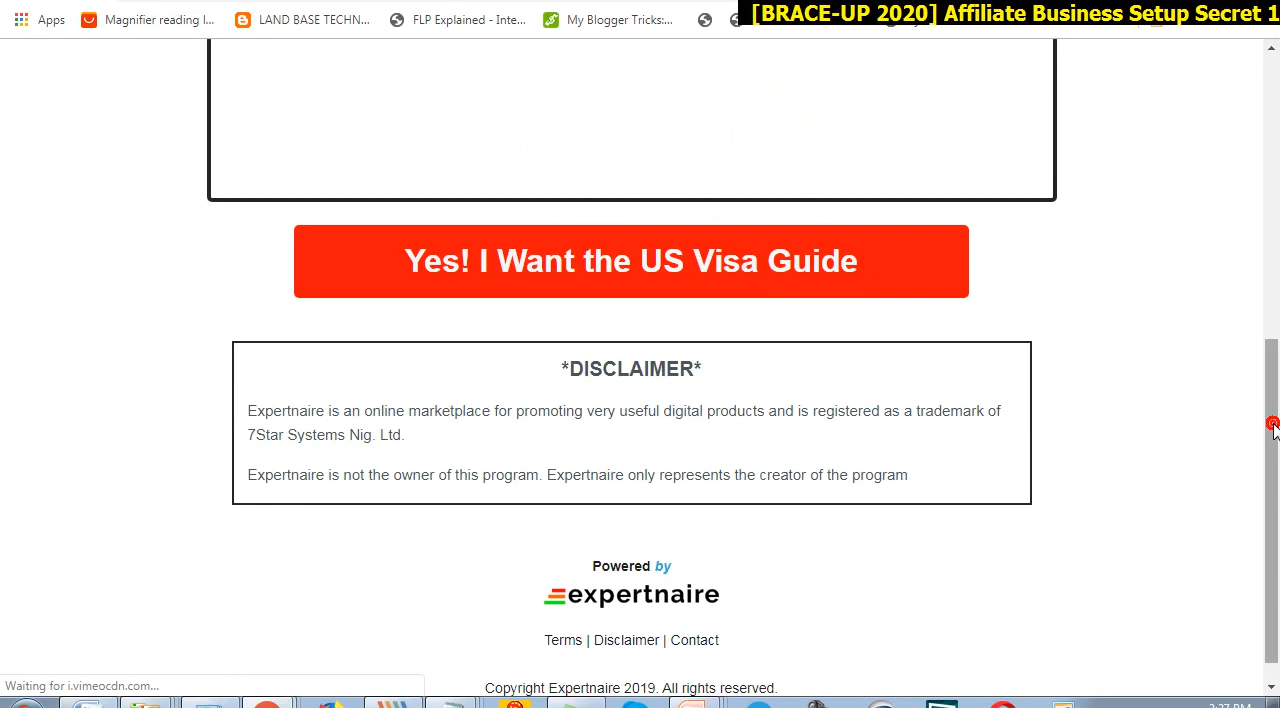 [BRACE-UP 2020] Affiliate Business Setup Secret 1
Apps Magnifier reading l... LAND BASE TECHN... FLP Explained - Inte... My Blogger Tricks:...
Yes! I Want the US Visa Guide
*DISCLAIMER*
Expertnaire is an online marketplace for promoting very useful digital products and is registered as a trademark of
7Star Systems Nig. Ltd.
Expertnaire is not the owner of this program. Expertnaire only represents the creator of the program
Powered by
expertnaire
Terms | Disclaimer | Contact
Waiting for i.vimeocdn.com...
Copyright Expertnaire 2019. All rights reserved.